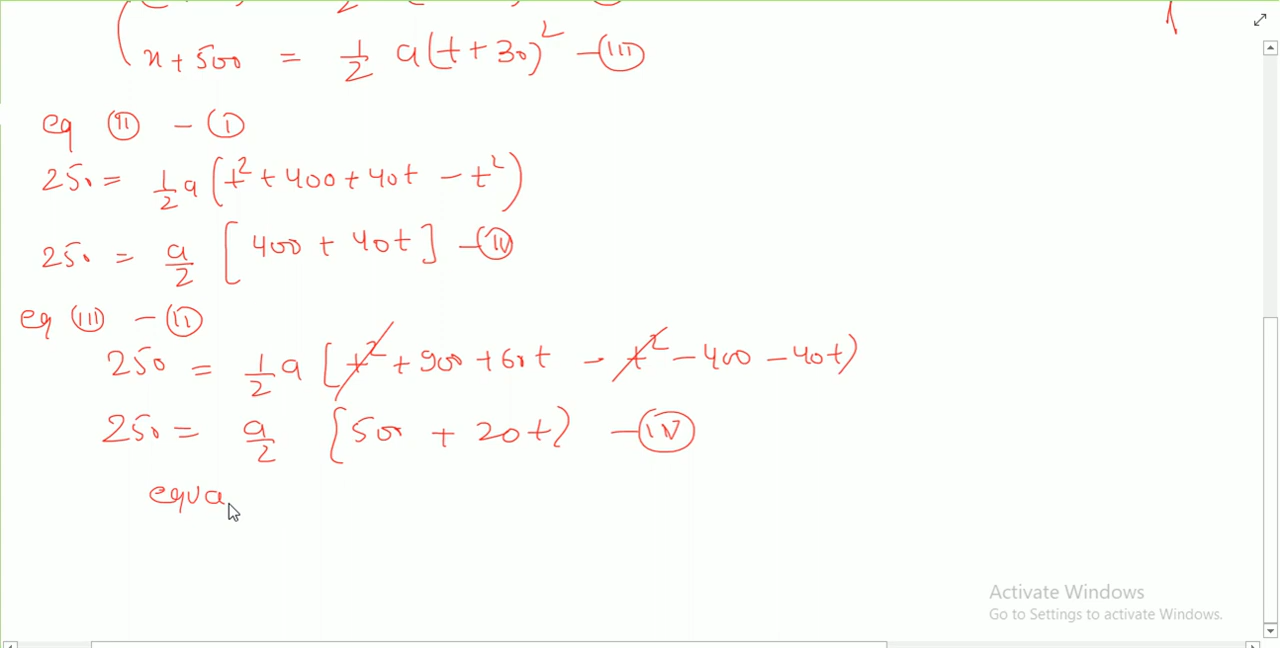 x + 500 = 1/2 a(t + 30)² – (III)
eq (II) – (I)
250 = 1/2 a (t² + 400 + 40t – t²)
250 = a/2 [400 + 40t] – (IV)
eq (III) – (II)
250 = 1/2 a [t² + 900 + 60t – t² – 400 – 40t)
250 = a/2 [500 + 20t) – (IV)
equa
Activate Windows
Go to Settings to activate Windows.